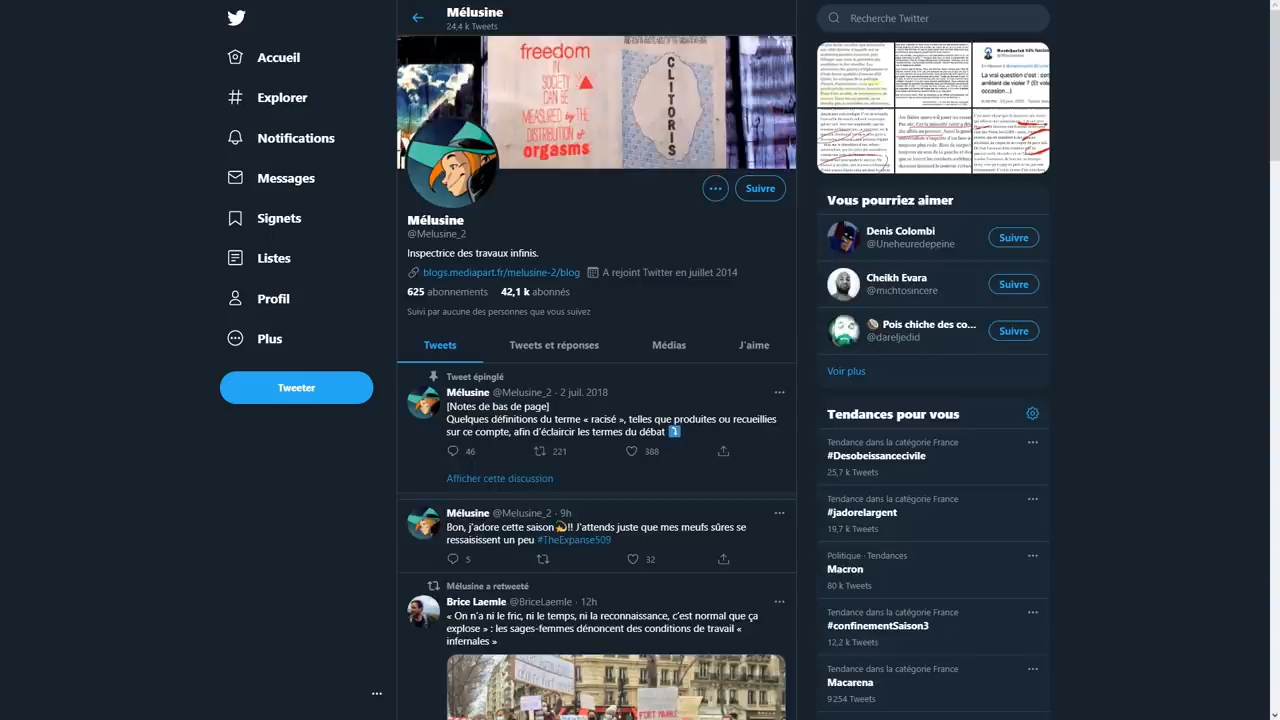 Mélusine
24,4 k Tweets
Recherche Twitter
freedom
IN
SOCIETY
CAN BE
MEASURED by THE
DISTRIBUTION of
orgasms
CLITORIS
La vrai question c'est : com
arrêtant de violer ? (Et vol
occasion...)
Suivre
Mélusine
@Melusine_2
Inspectrice des travaux infinis.
blogs.mediapart.fr/melusine-2/blog A rejoint Twitter en juillet 2014
625 abonnements 42,1 k abonnés
Suivi par aucune des personnes que vous suivez
Tweets Tweets et réponses Médias J'aime
Signets
Listes
Profil
Plus
Tweeter
Tweet épinglé
Mélusine @Melusine_2 · 2 juil. 2018
[Notes de bas de page]
Quelques définitions du terme « racisé », telles que produites ou recueillies
sur ce compte, afin d'éclaircir les termes du débat
46 221 388
Afficher cette discussion
Mélusine @Melusine_2 · 9h
Bon, j'adore cette saison !! J'attends juste que mes meufs sûres se
ressaisissent un peu #TheExpanse509
5 32
Mélusine a retweeté
Brice Laemle @BriceLaemle · 12h
« On n'a ni le fric, ni le temps, ni la reconnaissance, c'est normal que ça
explose » : les sages-femmes dénoncent des conditions de travail «
infernales »
Vous pourriez aimer
Denis Colombi
@Uneheuredepeine
Suivre
Cheikh Evara
@michtosincere
Suivre
Pois chiche des co...
@dareljedid
Suivre
Voir plus
Tendances pour vous
Tendance dans la catégorie France
#Desobeissancecivile
25,7 k Tweets
Tendance dans la catégorie France
#jadorelargent
19,7 k Tweets
Politique · Tendances
Macron
80 k Tweets
Tendance dans la catégorie France
#confinementSaison3
12,2 k Tweets
Tendance dans la catégorie France
Macarena
9 254 Tweets